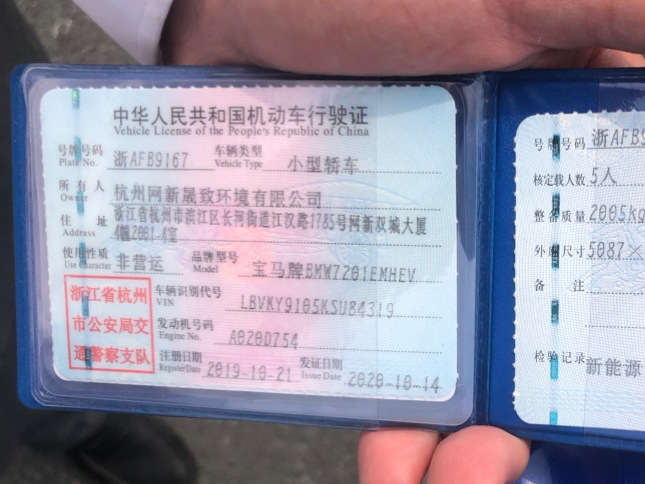 中华人民共和国机动车行驶证
Vehicle License of the People's Republic of China
号牌号码 浙AFB9167 车辆类型 小型轿车
Plate No. Vehicle Type
所有人 杭州网新晟致环境有限公司
Owner
住址 浙江省杭州市滨江区长河街道江汉路1785号网新双城大厦
Address 4幢2001-4室
使用性质 非营运 品牌型号 宝马牌BMW7201EMHEV
Use Character Model
浙江省杭州
市公安局交
通警察支队
车辆识别代号 LBVKY9105KSU84319
VIN
发动机号码 A020D754
Engine No.
注册日期 2019-10-21 发证日期 2020-10-14
Register Date Issue Date
号牌号码 浙AFB9
核定载人数 5人
整备质量 2005kg
外廓尺寸 5087×
备注
检验记录 新能源